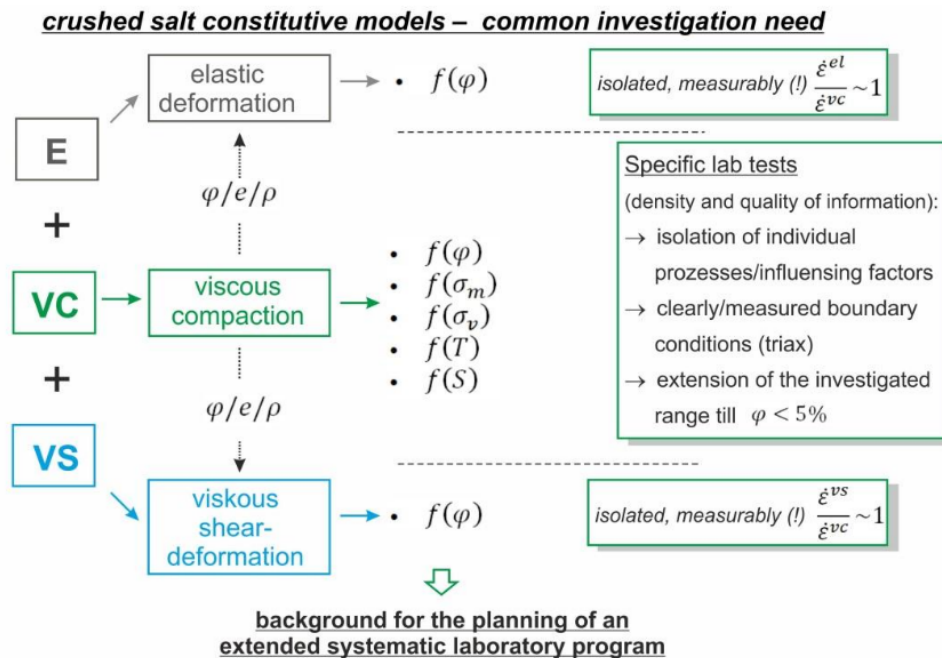 crushed salt constitutive models – common investigation need
E
+
VC
+
VS
elastic
deformation
• f(φ)
isolated, measurably (!) ε̇^el / ε̇^vc ~1
φ/e/ρ
viscous
compaction
• f(φ)
• f(σ_m)
• f(σ_v)
• f(T)
• f(S)
Specific lab tests
(density and quality of information):
→ isolation of individual
prozesses/influensing factors
→ clearly/measured boundary
conditions (triax)
→ extension of the investigated
range till φ < 5%
φ/e/ρ
viskous
shear-
deformation
• f(φ)
isolated, measurably (!) ε̇^vs / ε̇^vc ~1
background for the planning of an
extended systematic laboratory program